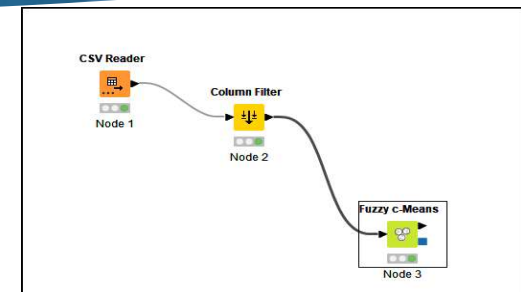 CSV Reader
Node 1
Column Filter
Node 2
Fuzzy c-Means
Node 3